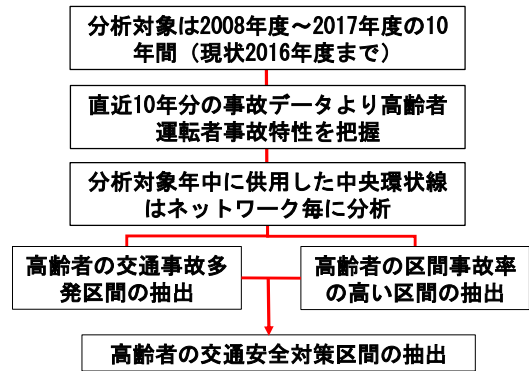 分析対象は2008年度～2017年度の10
年間（現状2016年度まで）
直近10年分の事故データより高齢者
運転者事故特性を把握
分析対象年中に供用した中央環状線
はネットワーク毎に分析
高齢者の交通事故多
発区間の抽出
高齢者の区間事故率
の高い区間の抽出
高齢者の交通安全対策区間の抽出